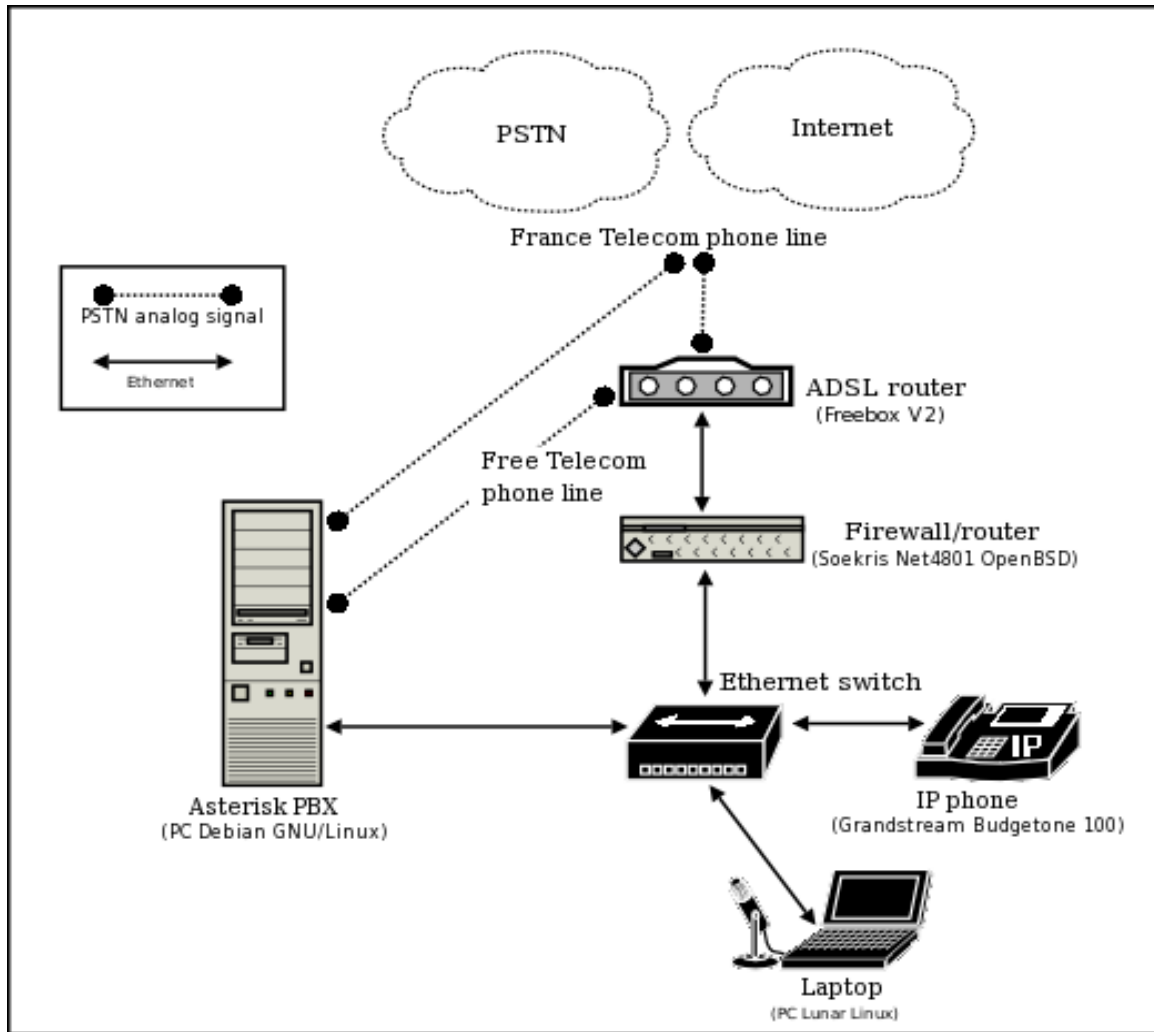 PSTN
Internet
France Telecom phone line
PSTN analog signal
Ethernet
ADSL router
(Freebox V2)
Free Telecom
phone line
Firewall/router
(Soekris Net4801 OpenBSD)
Ethernet switch
IP
Asterisk PBX
(PC Debian GNU/Linux)
IP phone
(Grandstream Budgetone 100)
Laptop
(PC Lunar Linux)